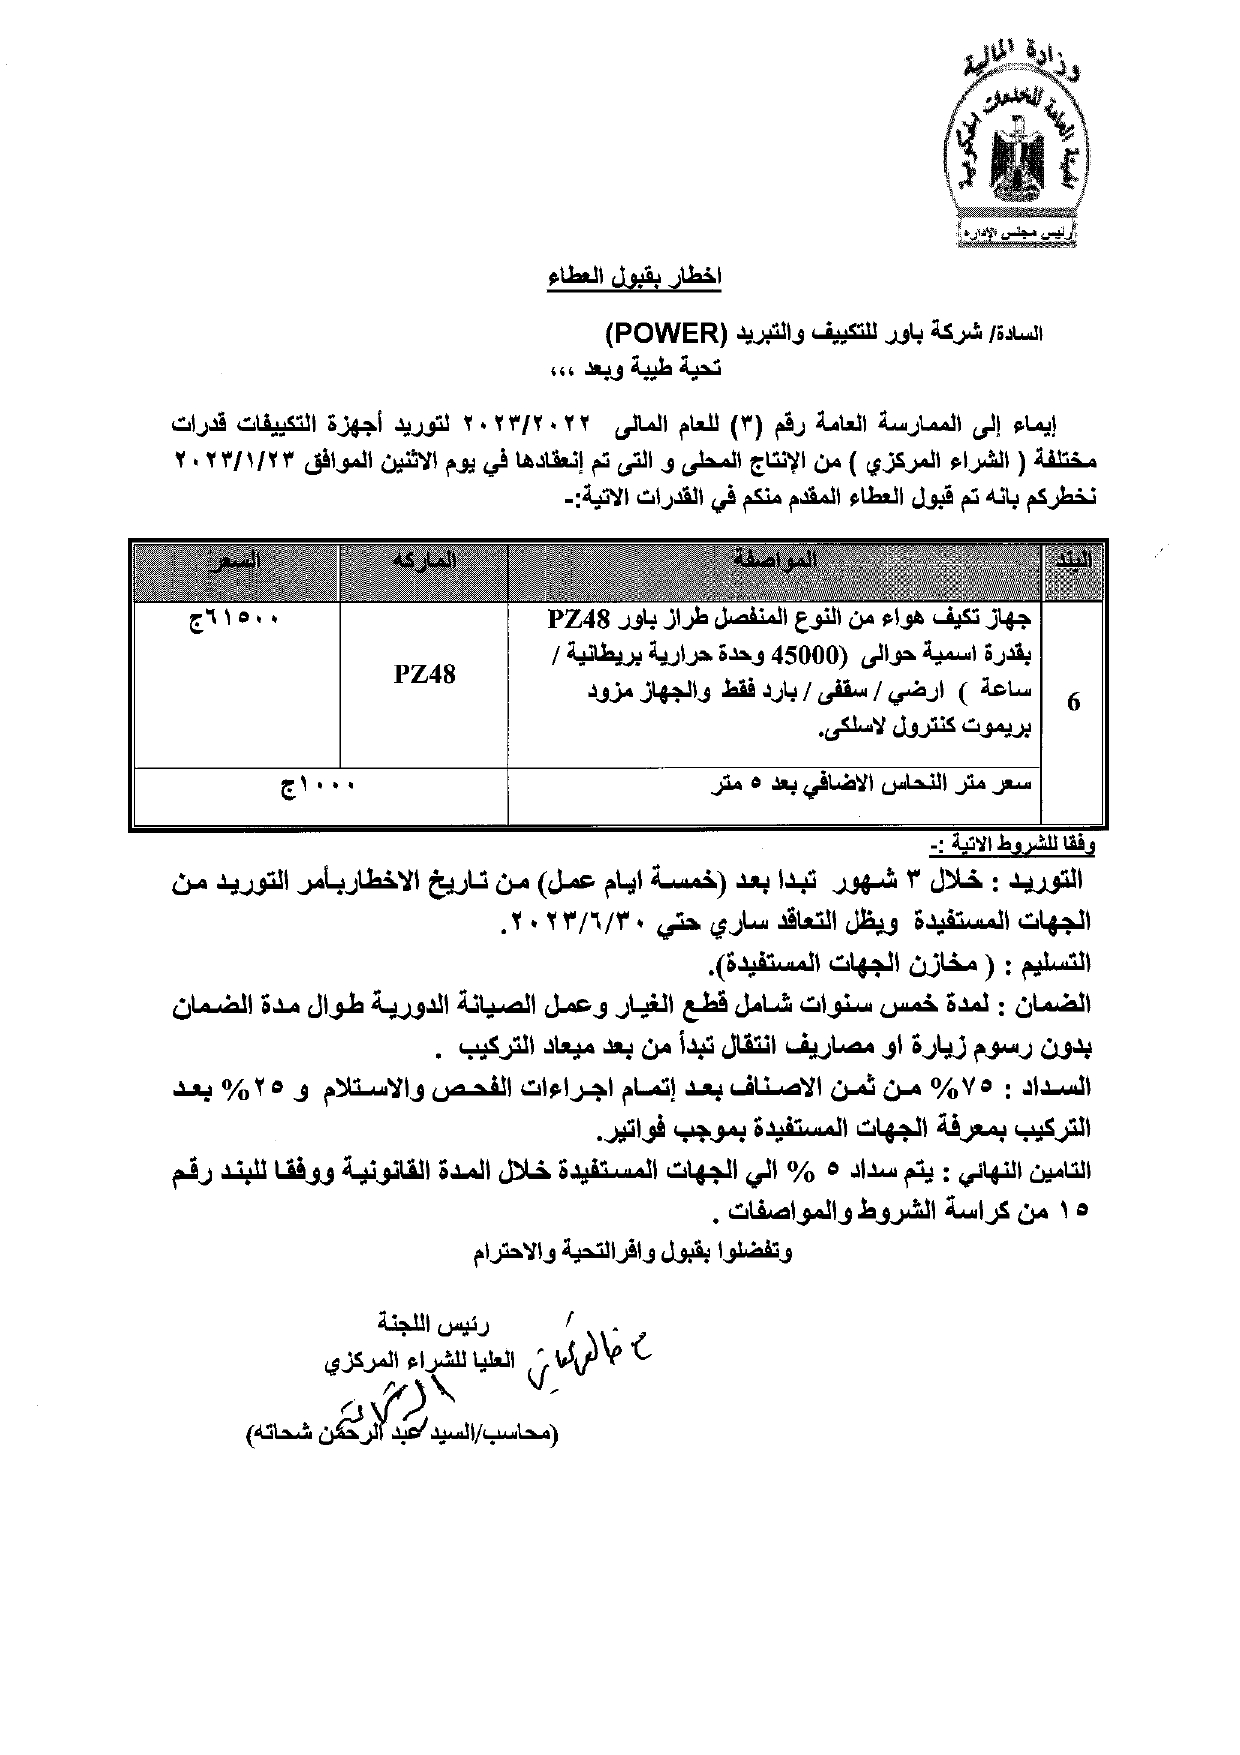 وزارة المالية
الهيئة العامة للخدمات الحكومية
رئيس مجلس الإدارة
اخطار بقبول العطاء
السادة/ شركة باور للتكييف والتبريد (POWER)
تحية طيبة وبعد ،،،
إيماء إلى الممارسة العامة رقم (٣) للعام المالى ٢٠٢٣/٢٠٢٢ لتوريد أجهزة التكييفات قدرات
مختلفة ( الشراء المركزي ) من الإنتاج المحلى و التى تم إنعقادها في يوم الاثنين الموافق ٢٠٢٣/١/٢٣
نخطركم بانه تم قبول العطاء المقدم منكم في القدرات الاتية:-
البند المواصفة الماركه السعر
جهاز تكيف هواء من النوع المنفصل طراز باور PZ48
بقدرة اسمية حوالى (45000 وحدة حرارية بريطانية /
ساعة ) ارضي / سقفى / بارد فقط والجهاز مزود
بريموت كنترول لاسلكى.
6
PZ48
٦١٥٠٠ج
سعر متر النحاس الاضافي بعد ٥ متر
١٠٠٠ج
وفقا للشروط الاتية :-
التوريد : خلال ٣ شهور تبدا بعد (خمسة ايام عمل) من تاريخ الاخطاربأمر التوريد من
الجهات المستفيدة ويظل التعاقد ساري حتي ٢٠٢٣/٦/٣٠.
التسليم : ( مخازن الجهات المستفيدة).
الضمان : لمدة خمس سنوات شامل قطع الغيار وعمل الصيانة الدورية طوال مدة الضمان
بدون رسوم زيارة او مصاريف انتقال تبدأ من بعد ميعاد التركيب .
السداد : ٧٥% من ثمن الاصناف بعد إتمام اجراءات الفحص والاستلام و ٢٥% بعد
التركيب بمعرفة الجهات المستفيدة بموجب فواتير.
التامين النهاني : يتم سداد ٥ % الي الجهات المستفيدة خلال المدة القانونية ووفقا للبند رقم
١٥ من كراسة الشروط والمواصفات .
وتفضلوا بقبول وافرالتحية والاحترام
رئيس اللجنة
العليا للشراء المركزي
(محاسب/السيد عبد الرحمن شحاته)